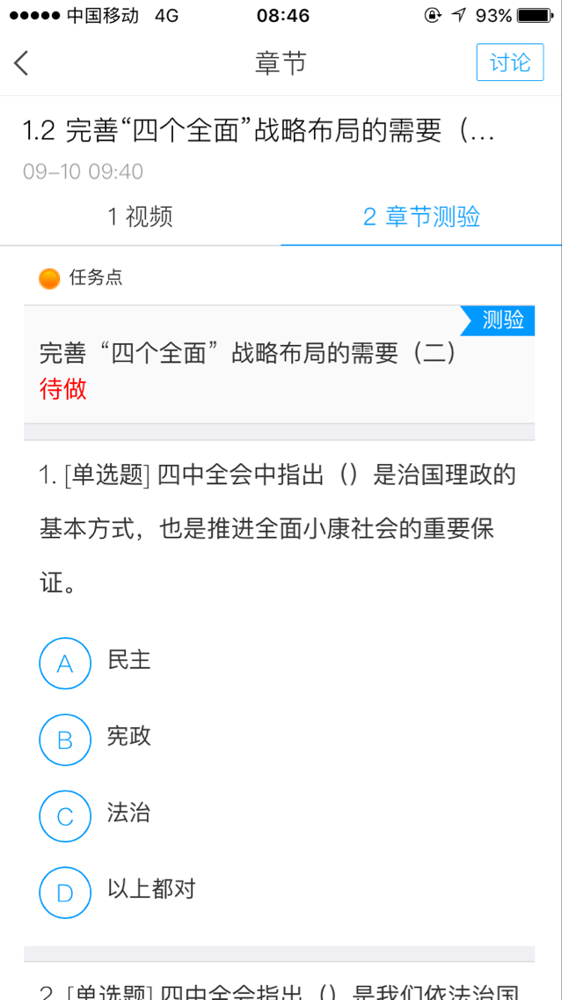 中国移动 4G 08:46 93%
章节 讨论
1.2 完善“四个全面”战略布局的需要（...
09-10 09:40
1 视频 2 章节测验
任务点
测验
完善“四个全面”战略布局的需要（二）
待做
1. [单选题] 四中全会中指出（）是治国理政的
基本方式，也是推进全面小康社会的重要保
证。
A 民主
B 宪政
C 法治
D 以上都对
2. [单选题] 四中全会指出（）是我们依法治国